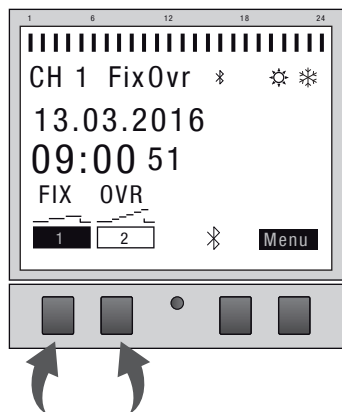 1 6 12 18 24
CH 1 FixOvr
13.03.2016
09:00 51
FIX OVR
1 2 Menu